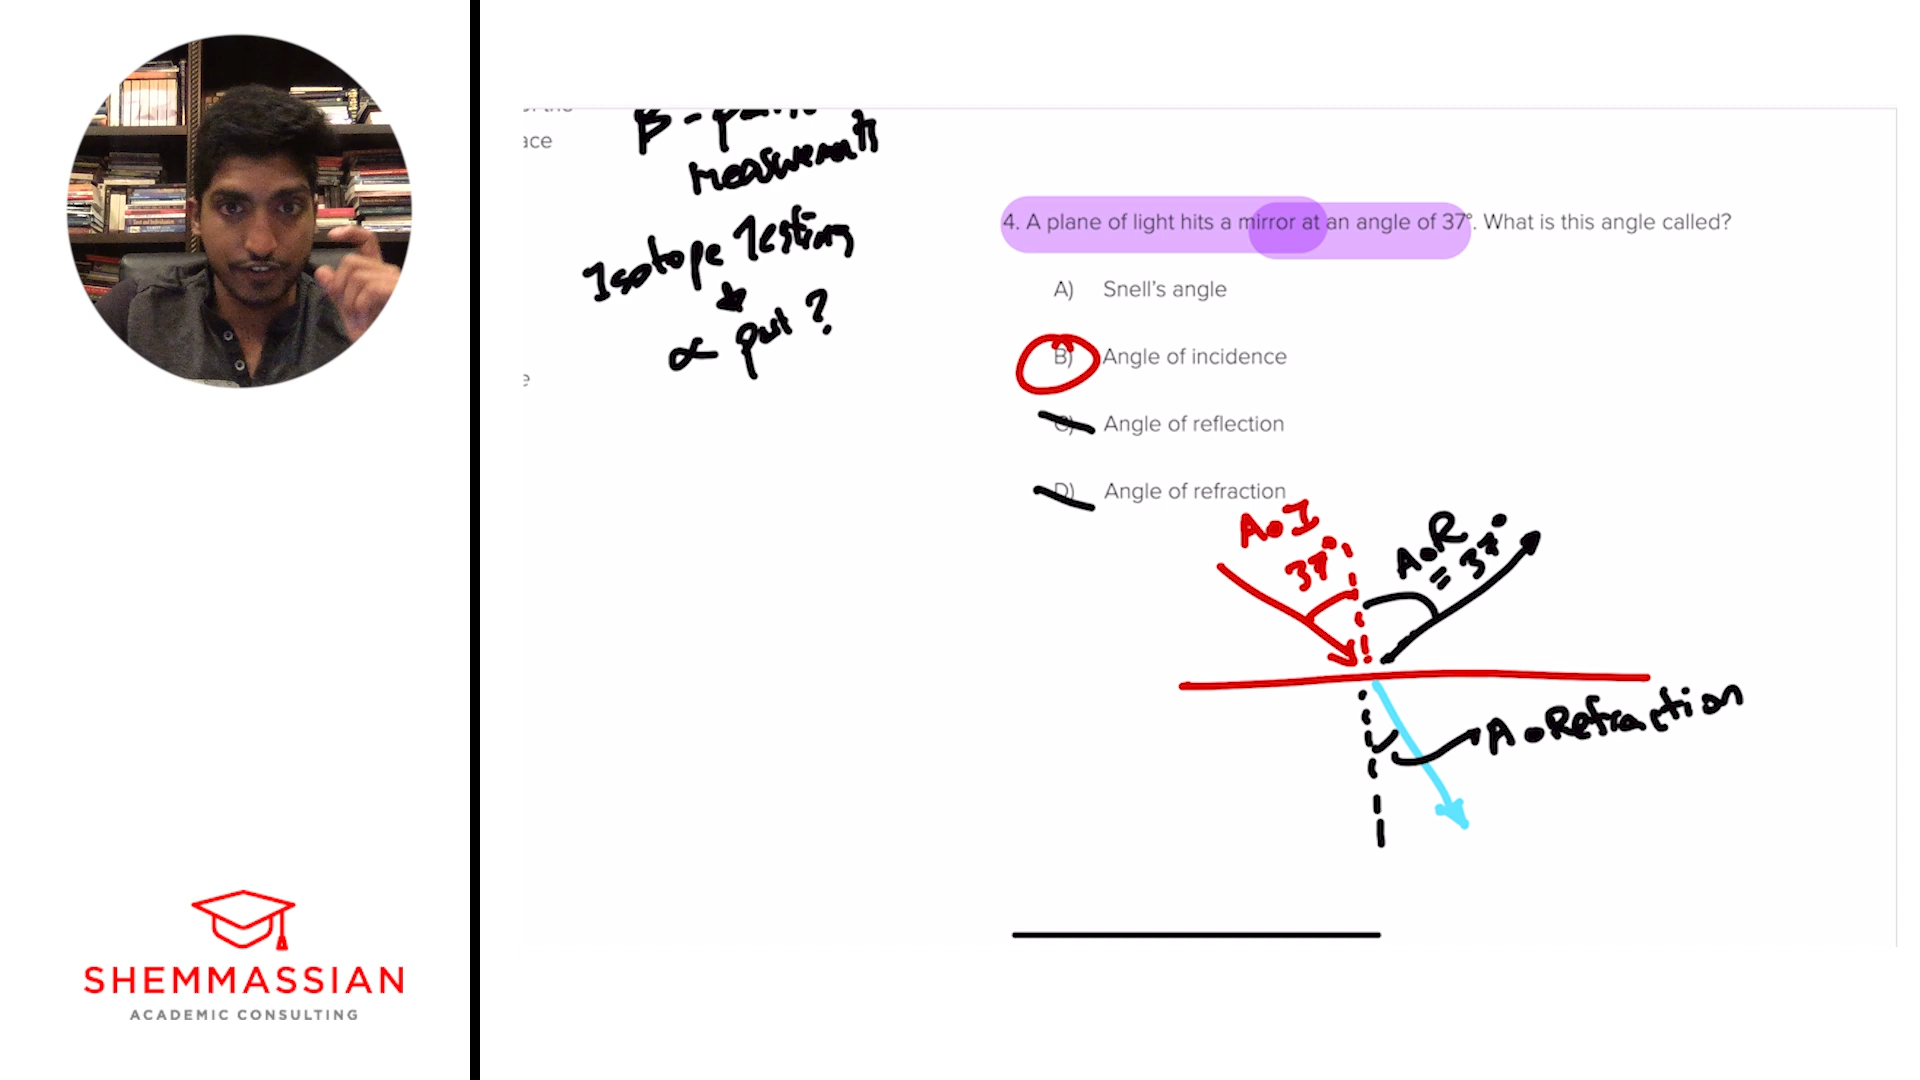 ace
β-
measurements
Isotope Testing
α part?
e
4. A plane of light hits a mirror at an angle of 37°. What is this angle called?
A) Snell's angle
B) Angle of incidence
C) Angle of reflection
D) Angle of refraction
AoI
37°
AoR
= 37°
AoRefraction
SHEMMASSIAN
ACADEMIC CONSULTING